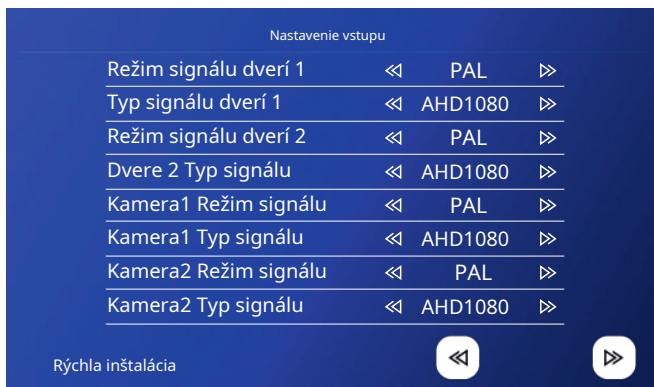 Nastavenie vstupu
Režim signálu dverí 1 PAL
Typ signálu dverí 1 AHD1080
Režim signálu dverí 2 PAL
Dvere 2 Typ signálu AHD1080
Kamera1 Režim signálu PAL
Kamera1 Typ signálu AHD1080
Kamera2 Režim signálu PAL
Kamera2 Typ signálu AHD1080
Rýchla inštalácia